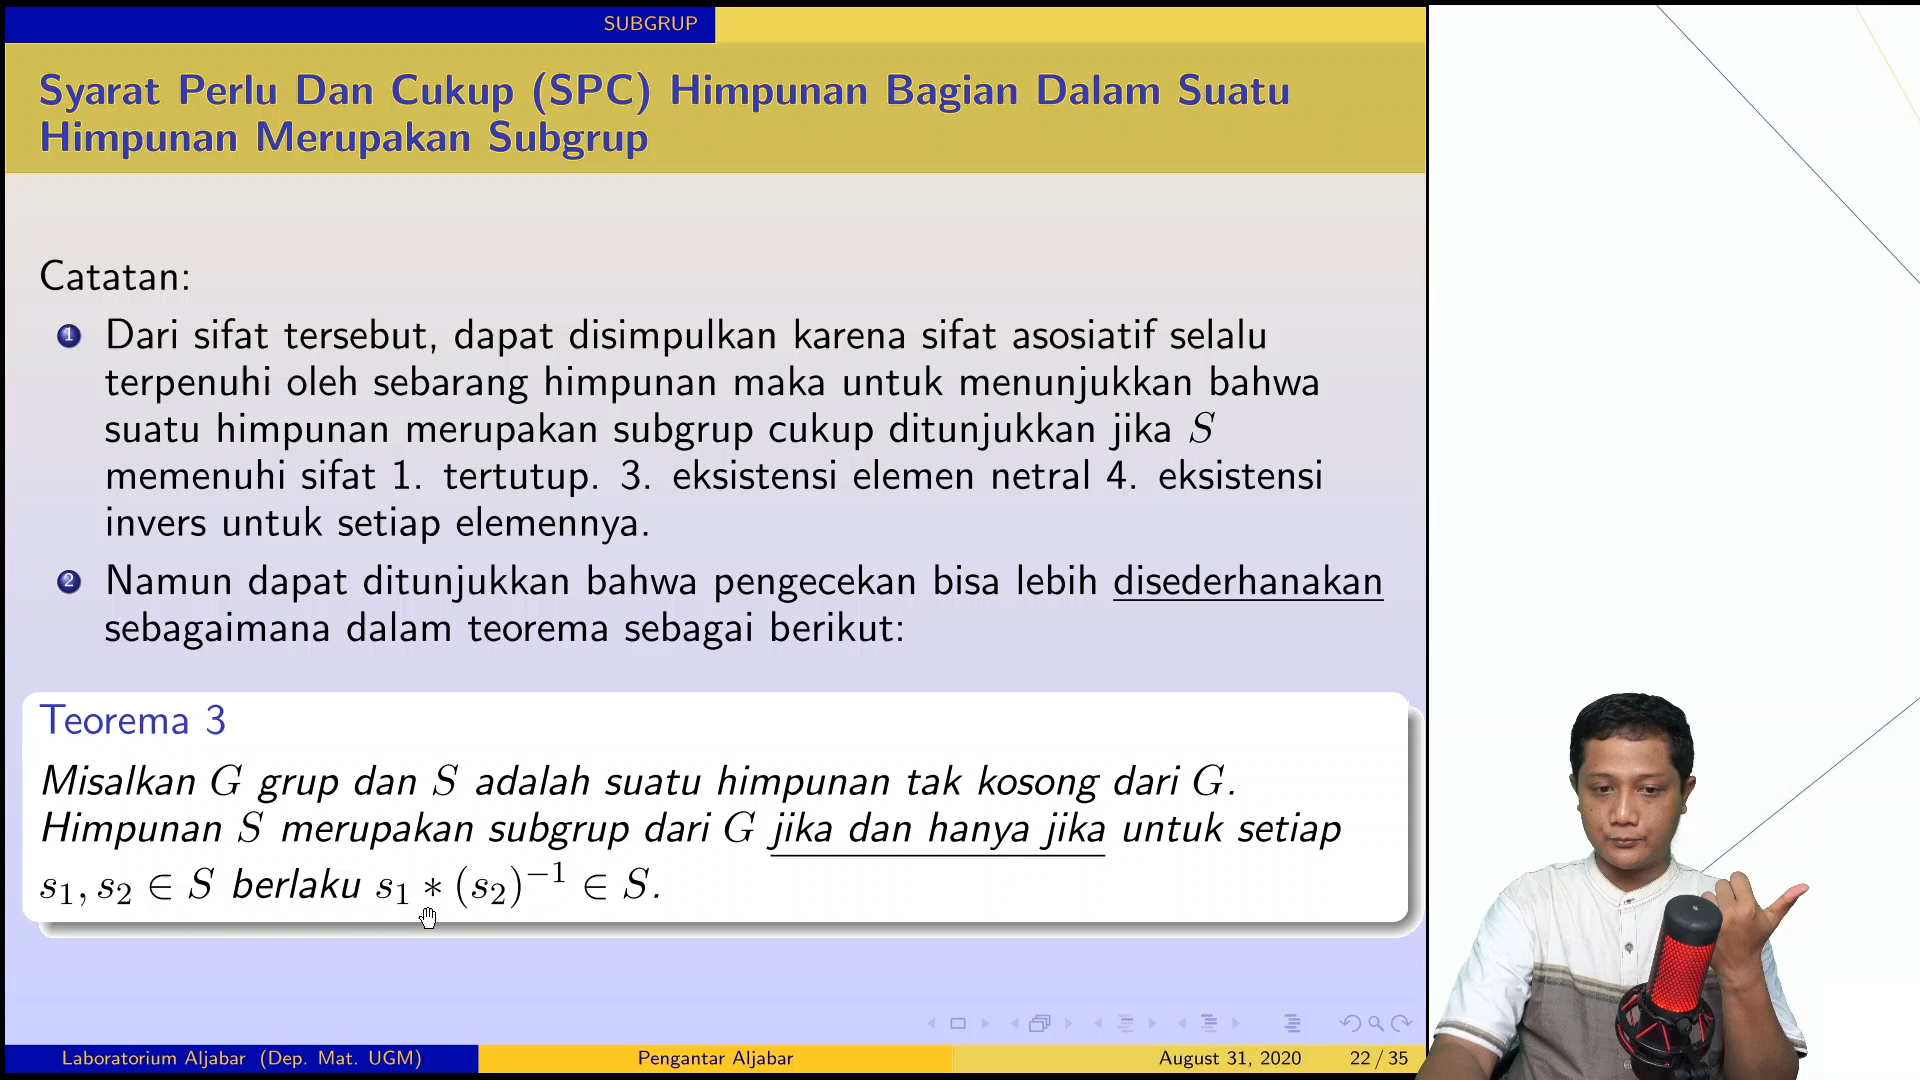 SUBGRUP
Syarat Perlu Dan Cukup (SPC) Himpunan Bagian Dalam Suatu
Himpunan Merupakan Subgrup
Catatan:
1 Dari sifat tersebut, dapat disimpulkan karena sifat asosiatif selalu
terpenuhi oleh sebarang himpunan maka untuk menunjukkan bahwa
suatu himpunan merupakan subgrup cukup ditunjukkan jika S
memenuhi sifat 1. tertutup. 3. eksistensi elemen netral 4. eksistensi
invers untuk setiap elemennya.
2 Namun dapat ditunjukkan bahwa pengecekan bisa lebih disederhanakan
sebagaimana dalam teorema sebagai berikut:
Teorema 3
Misalkan G grup dan S adalah suatu himpunan tak kosong dari G.
Himpunan S merupakan subgrup dari G jika dan hanya jika untuk setiap
s₁, s₂ ∈ S berlaku s₁ ∗ (s₂)⁻¹ ∈ S.
Laboratorium Aljabar (Dep. Mat. UGM) Pengantar Aljabar August 31, 2020 22 / 35